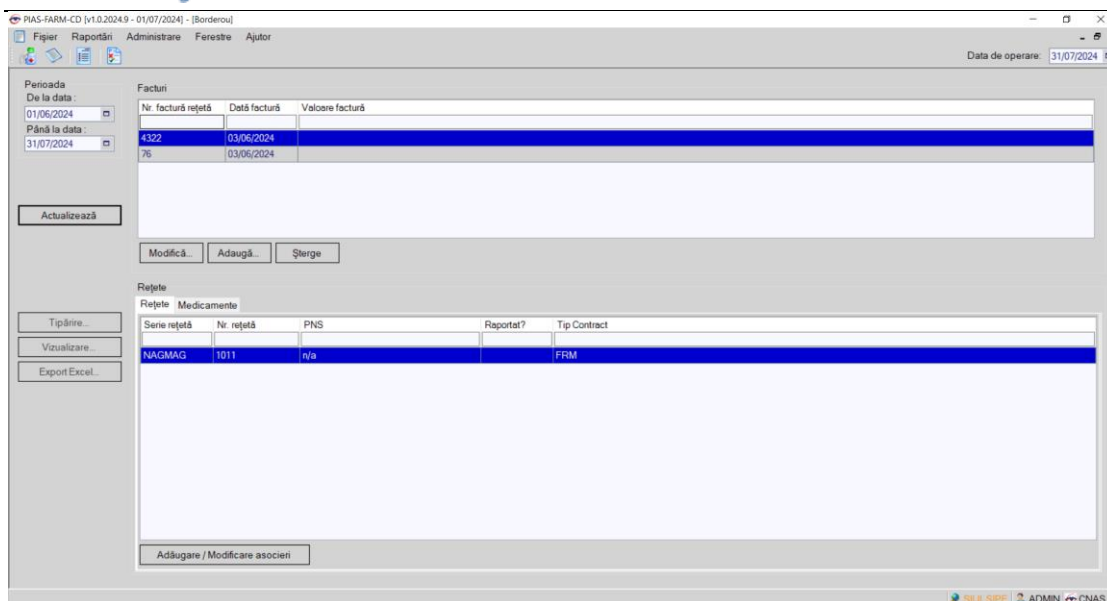 PIAS-FARM-CD [v1.0.2024.9 - 01/07/2024] - [Borderou]
Fișier Raportări Administrare Ferestre Ajutor
Data de operare: 31/07/2024
Perioada
De la data :
01/06/2024
Până la data :
31/07/2024
Actualizează
Tipărire...
Vizualizare...
Export Excel...
Facturi
Nr. factură rețetă Dată factură Valoare factură
4322 03/06/2024
76 03/06/2024
Modifică... Adaugă... Șterge
Rețete
Rețete Medicamente
Serie rețetă Nr. rețetă PNS Raportat? Tip Contract
NAGMAG 1011 n/a FRM
Adăugare / Modificare asocieri
SIUI, SIPE ADMIN CNAS